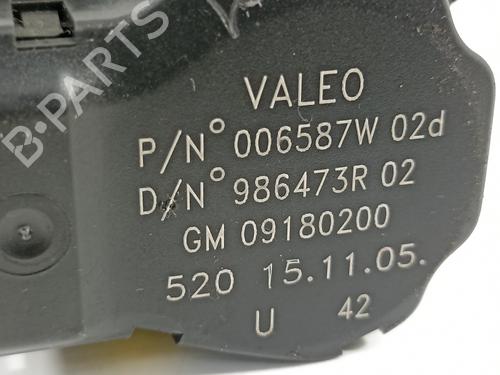 B-PARTS
VALEO
P/N° 006587W 02d
D/N° 986473R 02
GM 09180200
520 15.11.05.
U 42